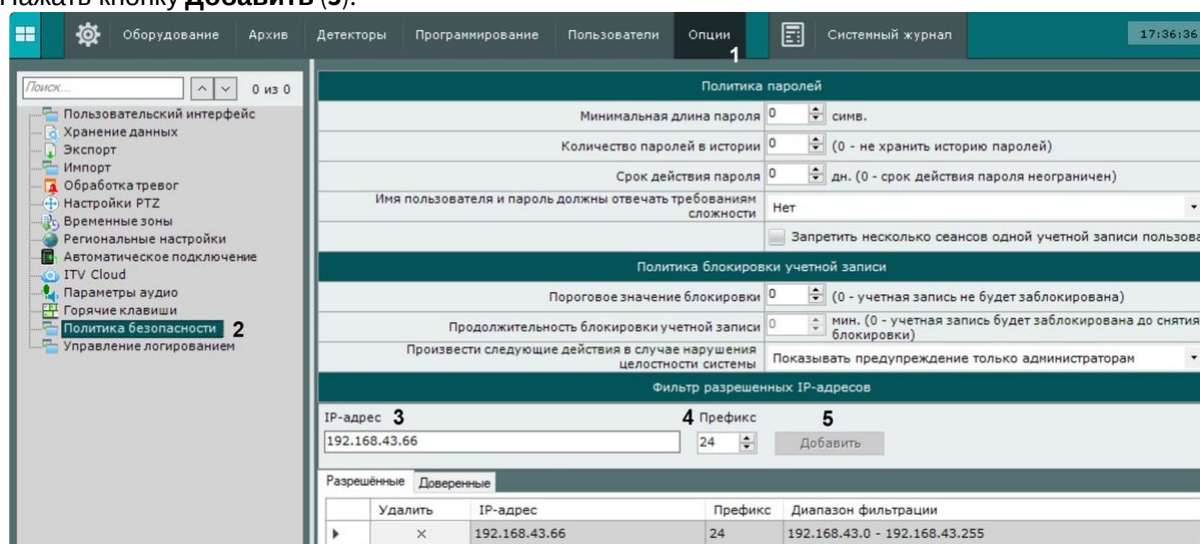 Нажать кнопку Добавить (5).
Оборудование Архив Детекторы Программирование Пользователи Опции Системный журнал 17:36:36
1
Поиск... 0 из 0
Пользовательский интерфейс
Хранение данных
Экспорт
Импорт
Обработка тревог
Настройки PTZ
Временные зоны
Региональные настройки
Автоматическое подключение
ITV Cloud
Параметры аудио
Горячие клавиши
Политика безопасности 2
Управление логированием
Политика паролей
Минимальная длина пароля 0 симв.
Количество паролей в истории 0 (0 - не хранить историю паролей)
Срок действия пароля 0 дн. (0 - срок действия пароля неограничен)
Имя пользователя и пароль должны отвечать требованиям
сложности Нет
Запретить несколько сеансов одной учетной записи пользова
Политика блокировки учетной записи
Пороговое значение блокировки 0 (0 - учетная запись не будет заблокирована)
Продолжительность блокировки учетной записи 0 мин. (0 - учетная запись будет заблокирована до снятия
блокировки)
Произвести следующие действия в случае нарушения
целостности системы Показывать предупреждение только администраторам
Фильтр разрешенных IP-адресов
IP-адрес 3 4 Префикс 5
192.168.43.66 24 Добавить
Разрешённые Доверенные
Удалить IP-адрес Префикс Диапазон фильтрации
× 192.168.43.66 24 192.168.43.0 - 192.168.43.255